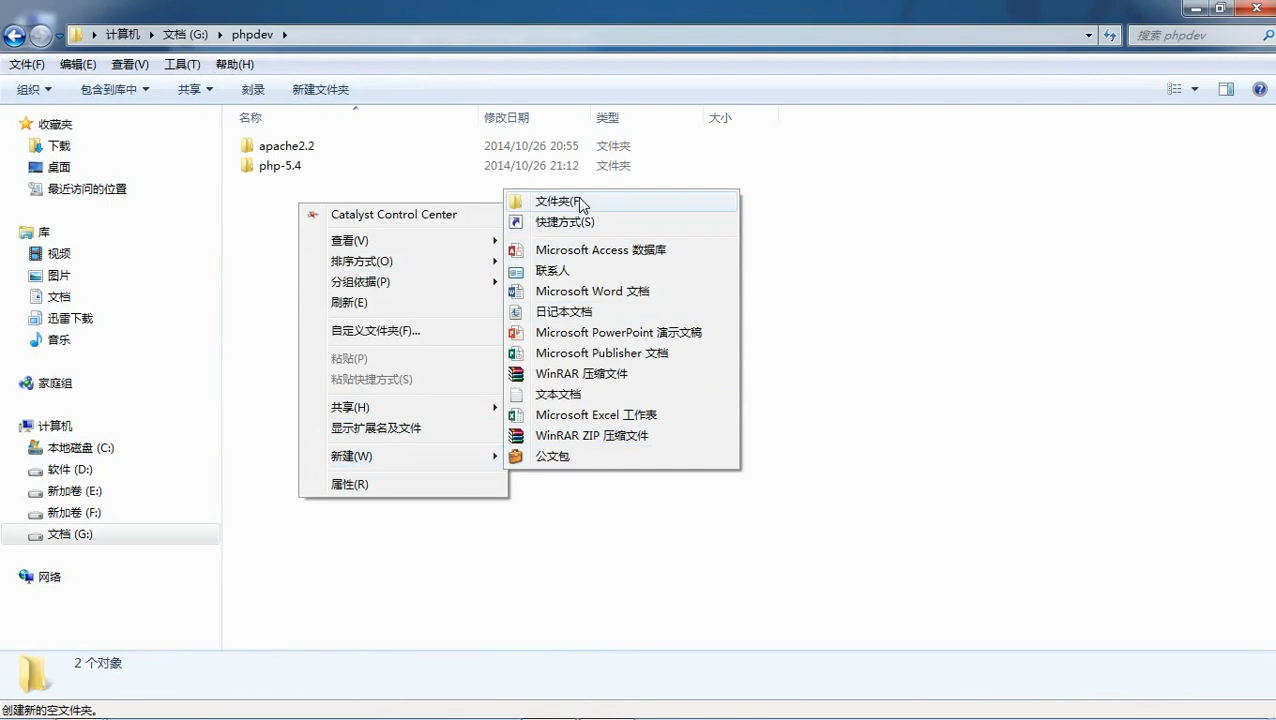 计算机 文档 (G:) phpdev
搜索 phpdev
文件(F) 编辑(E) 查看(V) 工具(T) 帮助(H)
组织 包含到库中 共享 刻录 新建文件夹
收藏夹
下载
桌面
最近访问的位置
库
视频
图片
文档
迅雷下载
音乐
家庭组
计算机
本地磁盘 (C:)
软件 (D:)
新加卷 (E:)
新加卷 (F:)
文档 (G:)
网络
名称 修改日期 类型 大小
apache2.2 2014/10/26 20:55 文件夹
php-5.4 2014/10/26 21:12 文件夹
Catalyst Control Center
查看(V)
排序方式(O)
分组依据(P)
刷新(E)
自定义文件夹(F)...
粘贴(P)
粘贴快捷方式(S)
共享(H)
显示扩展名及文件
新建(W)
属性(R)
文件夹(F)
快捷方式(S)
Microsoft Access 数据库
联系人
Microsoft Word 文档
日记本文档
Microsoft PowerPoint 演示文稿
Microsoft Publisher 文档
WinRAR 压缩文件
文本文档
Microsoft Excel 工作表
WinRAR ZIP 压缩文件
公文包
2 个对象
创建新的空文件夹。